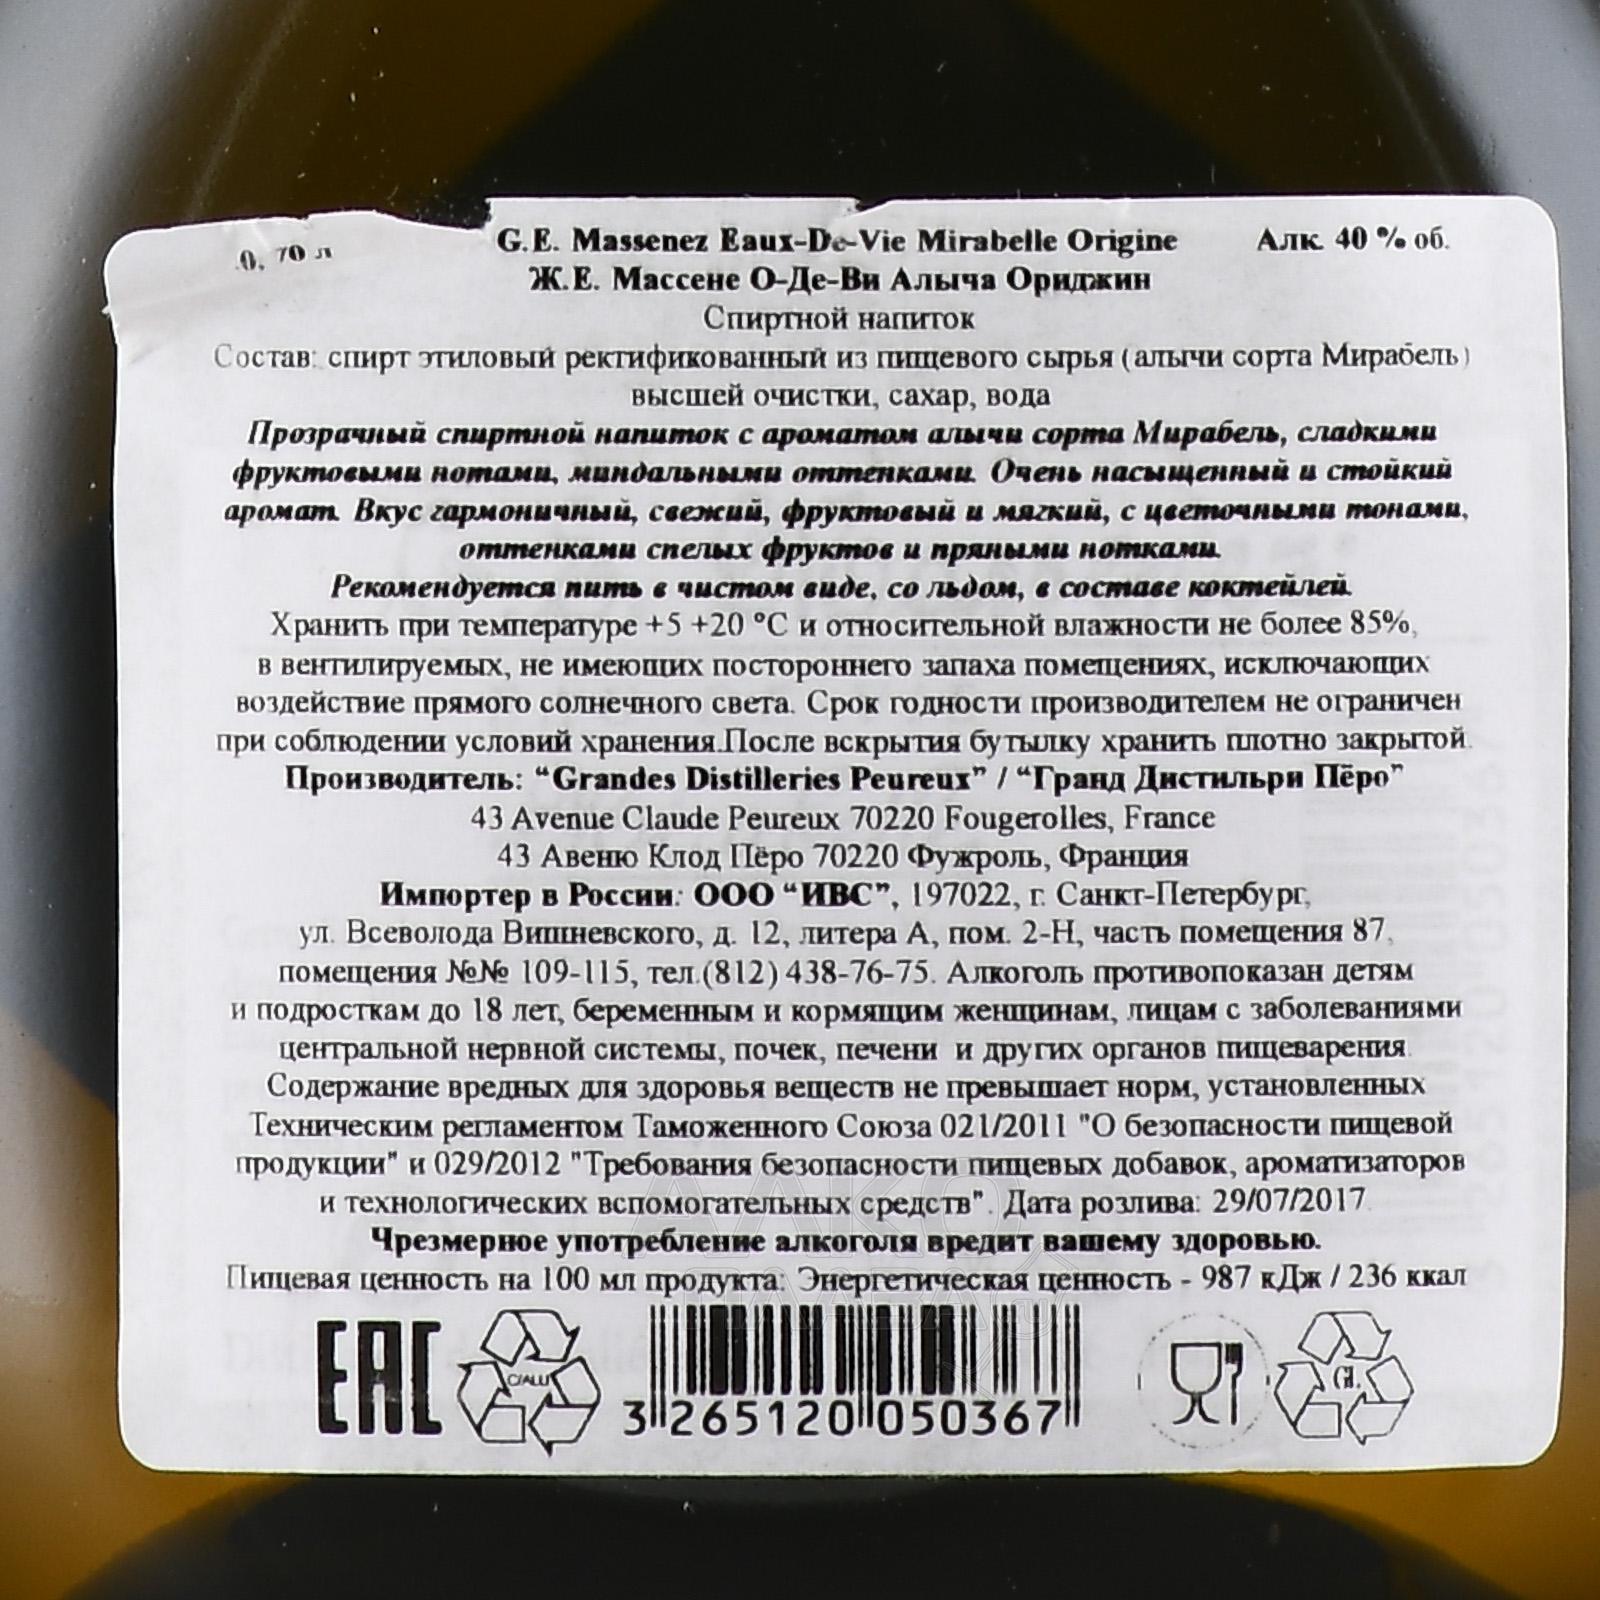 0,70 л
G.E. Massenez Eaux-De-Vie Mirabelle Origine
Алк. 40 % об.
Ж.Е. Массене О-Де-Ви Алыча Ориджин
Спиртной напиток
Состав: спирт этиловый ректификованный из пищевого сырья (алычи сорта Мирабель)
высшей очистки, сахар, вода
Прозрачный спиртной напиток с ароматом алычи сорта Мирабель, сладкими
фруктовыми нотами, миндальными оттенками. Очень насыщенный и стойкий
аромат. Вкус гармоничный, свежий, фруктовый и мягкий, с цветочными тонами,
оттенками спелых фруктов и пряными нотками.
Рекомендуется пить в чистом виде, со льдом, в составе коктейлей.
Хранить при температуре +5 +20 °С и относительной влажности не более 85%,
в вентилируемых, не имеющих постороннего запаха помещениях, исключающих
воздействие прямого солнечного света. Срок годности производителем не ограничен
при соблюдении условий хранения.После вскрытия бутылку хранить плотно закрытой.
Производитель: “Grandes Distilleries Peureux” / “Гранд Дистильри Пёро”
43 Avenue Claude Peureux 70220 Fougerolles, France
43 Авеню Клод Пёро 70220 Фужроль, Франция
Импортер в России: ООО “ИВС”, 197022, г. Санкт-Петербург,
ул. Всеволода Вишневского, д. 12, литера А, пом. 2-Н, часть помещения 87,
помещения №№ 109-115, тел.(812) 438-76-75. Алкоголь противопоказан детям
и подросткам до 18 лет, беременным и кормящим женщинам, лицам с заболеваниями
центральной нервной системы, почек, печени и других органов пищеварения.
Содержание вредных для здоровья веществ не превышает норм, установленных
Техническим регламентом Таможенного Союза 021/2011 "О безопасности пищевой
продукции" и 029/2012 "Требования безопасности пищевых добавок, ароматизаторов
и технологических вспомогательных средств". Дата розлива: 29/07/2017
Чрезмерное употребление алкоголя вредит вашему здоровью.
Пищевая ценность на 100 мл продукта: Энергетическая ценность - 987 кДж / 236 ккал
EAC
C/ALU
3 265120 050367
GL